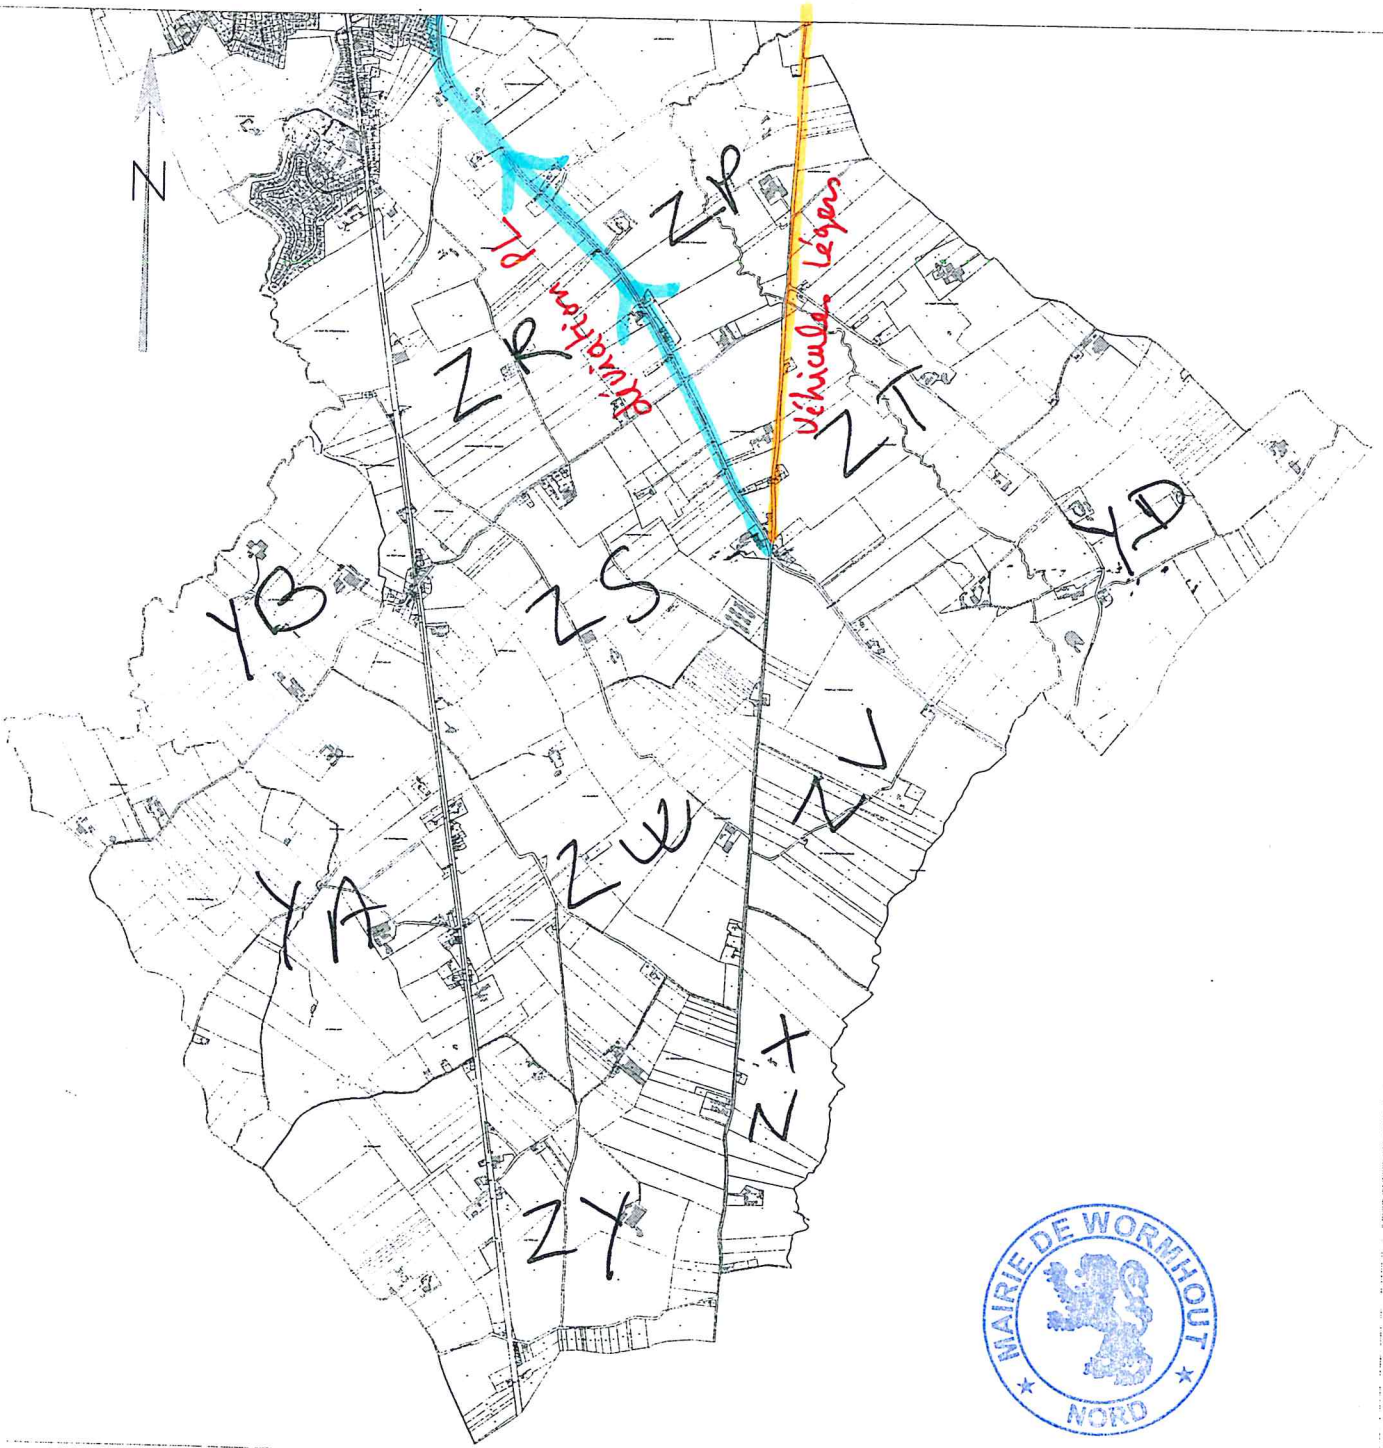 N
ZP
Véhicules légers
déviation PL
ZR
ZT
YD
YB
ZS
ZV
ZW
YA
ZX
ZY
MAIRIE DE WORMHOUT
NORD